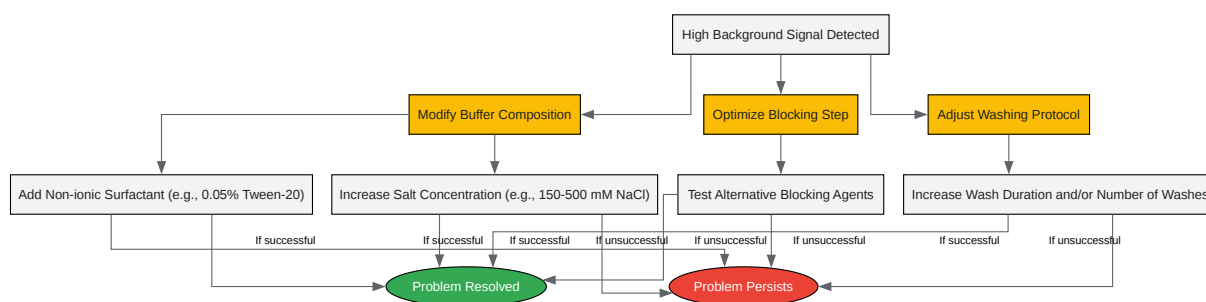 High Background Signal Detected
Modify Buffer Composition
Optimize Blocking Step
Adjust Washing Protocol
Add Non-ionic Surfactant (e.g., 0.05% Tween-20)
Increase Salt Concentration (e.g., 150-500 mM NaCl)
Test Alternative Blocking Agents
Increase Wash Duration and/or Number of Washes
If successful
If successful
If successful
If unsuccessful
If unsuccessful
If unsuccessful
If successful
If unsuccessful
Problem Resolved
Problem Persists